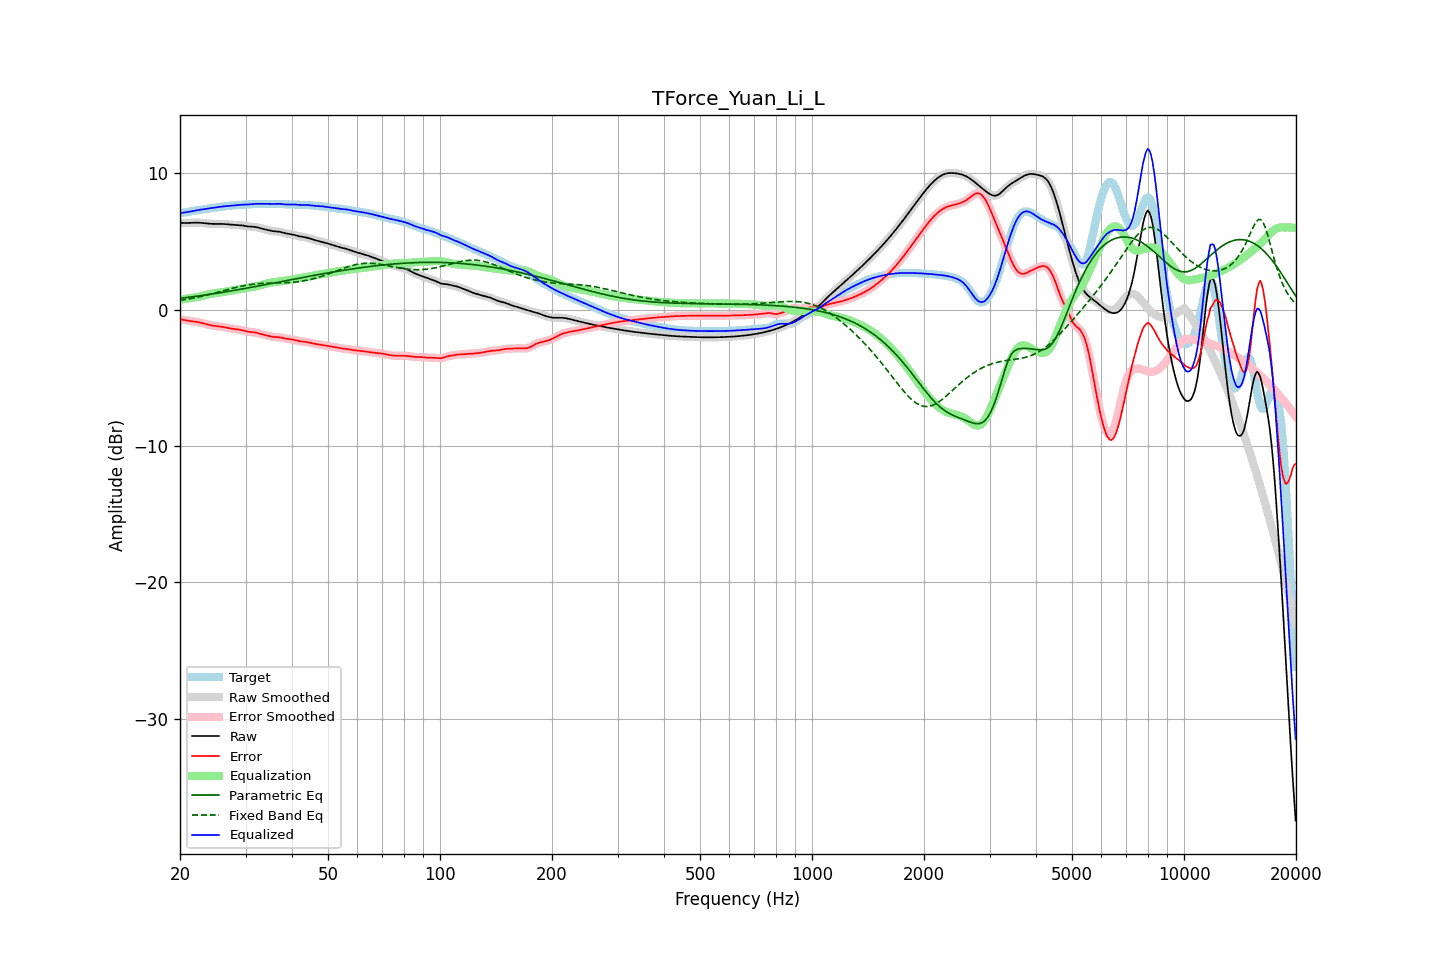 TForce_Yuan_Li_L
Amplitude (dBr)
10
0
−10
−20
−30
Target
Raw Smoothed
Error Smoothed
Raw
Error
Equalization
Parametric Eq
Fixed Band Eq
Equalized
20
50
100
200
500
1000
2000
5000
10000
20000
Frequency (Hz)